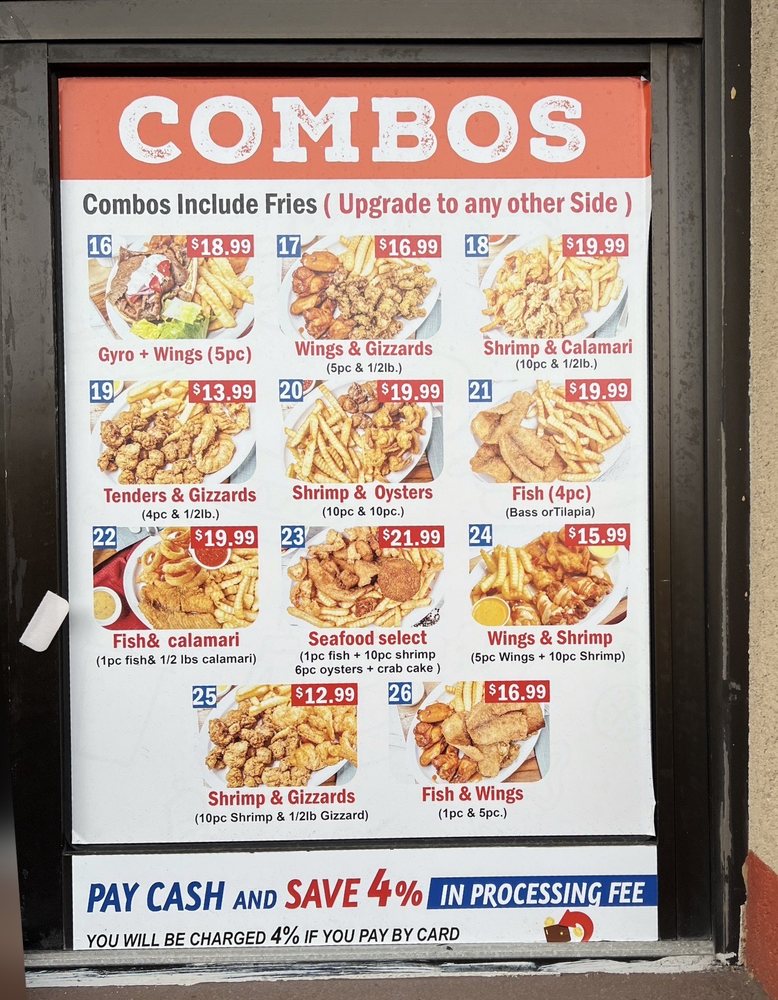 COMBOS
Combos Include Fries ( Upgrade to any other Side )
16 $18.99
Gyro + Wings (5pc)
17 $16.99
Wings & Gizzards
(5pc & 1/2lb.)
18 $19.99
Shrimp & Calamari
(10pc & 1/2lb.)
19 $13.99
Tenders & Gizzards
(4pc & 1/2lb.)
20 $19.99
Shrimp & Oysters
(10pc & 10pc.)
21 $19.99
Fish (4pc)
(Bass orTilapia)
22 $19.99
Fish& calamari
(1pc fish& 1/2 lbs calamari)
23 $21.99
Seafood select
(1pc fish + 10pc shrimp
6pc oysters + crab cake )
24 $15.99
Wings & Shrimp
(5pc Wings + 10pc Shrimp)
25 $12.99
Shrimp & Gizzards
(10pc Shrimp & 1/2lb Gizzard)
26 $16.99
Fish & Wings
(1pc & 5pc.)
PAY CASH AND SAVE 4% IN PROCESSING FEE
YOU WILL BE CHARGED 4% IF YOU PAY BY CARD